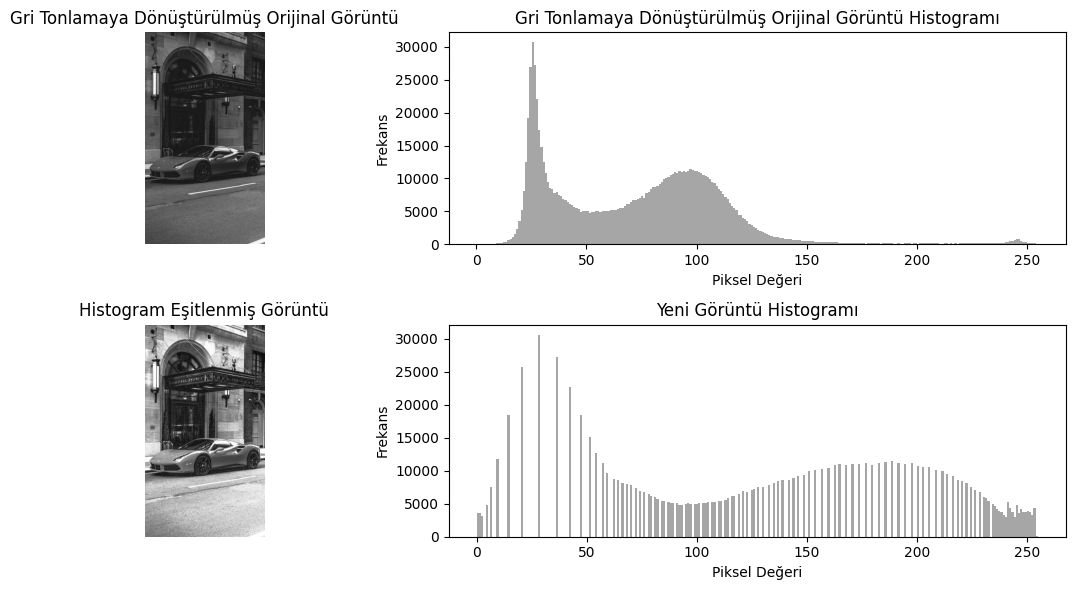 Gri Tonlamaya Dönüştürülmüş Orijinal Görüntü
Gri Tonlamaya Dönüştürülmüş Orijinal Görüntü Histogramı
30000
25000
20000
15000
10000
5000
0
Frekans
0 50 100 150 200 250
Piksel Değeri
Histogram Eşitlenmiş Görüntü
Yeni Görüntü Histogramı
30000
25000
20000
15000
10000
5000
0
Frekans
0 50 100 150 200 250
Piksel Değeri